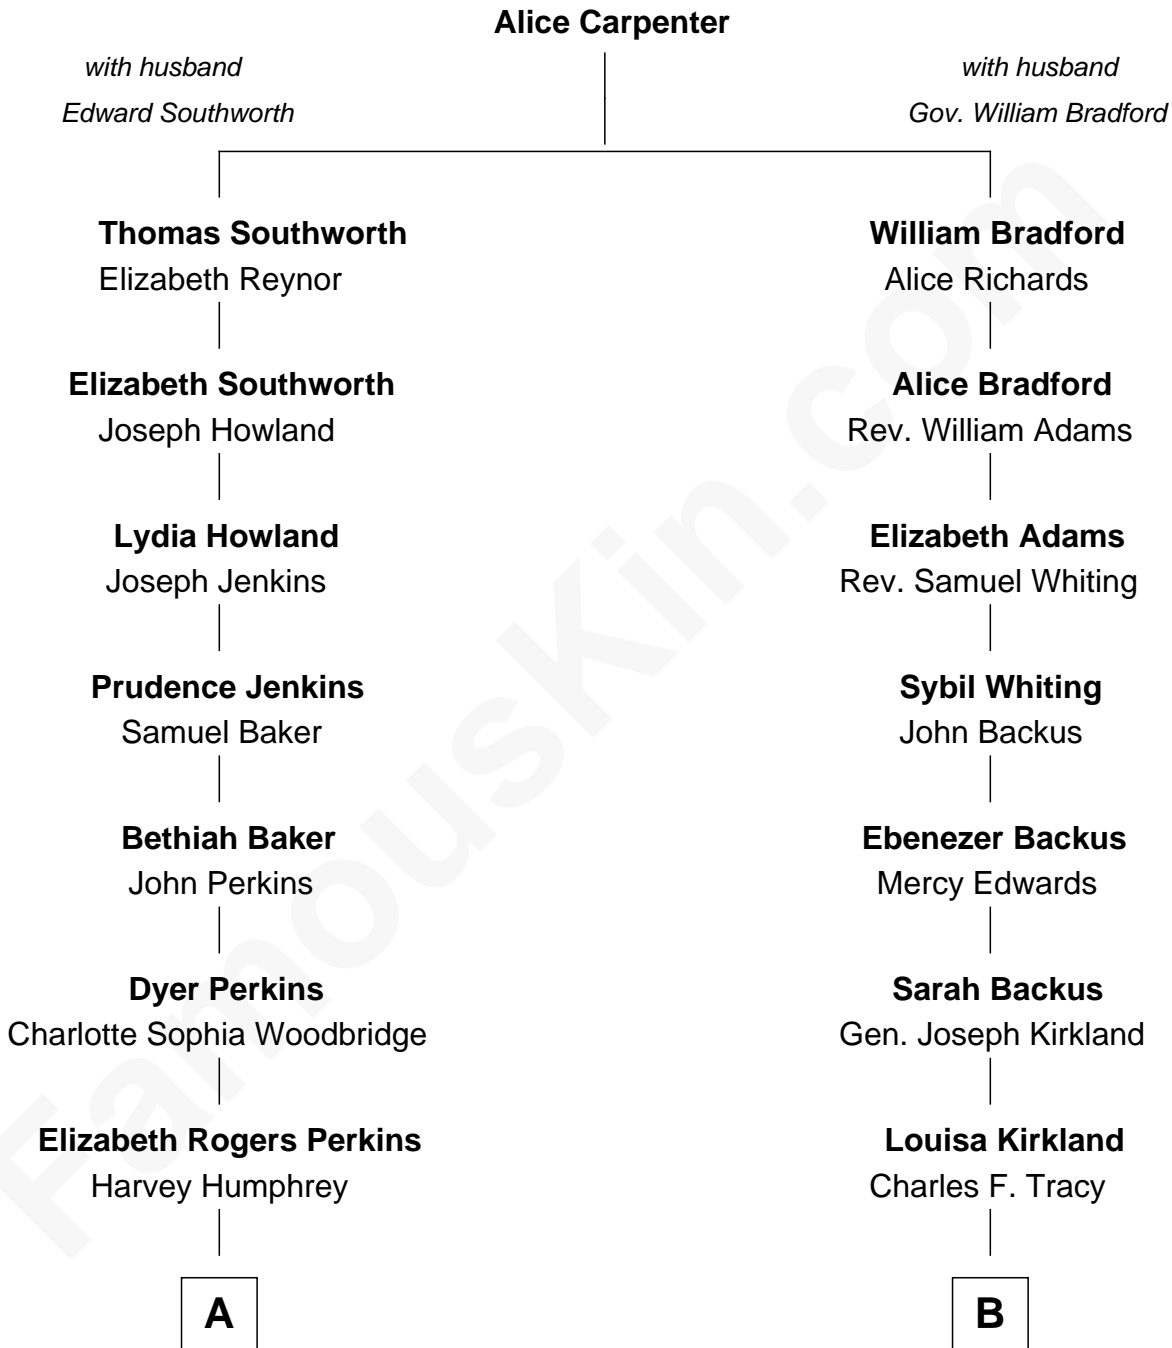 Alice Carpenter
with husband
Edward Southworth
with husband
Gov. William Bradford
Thomas Southworth
Elizabeth Reynor
William Bradford
Alice Richards
Elizabeth Southworth
Joseph Howland
Alice Bradford
Rev. William Adams
Lydia Howland
Joseph Jenkins
Elizabeth Adams
Rev. Samuel Whiting
Prudence Jenkins
Samuel Baker
Sybil Whiting
John Backus
Bethiah Baker
John Perkins
Ebenezer Backus
Mercy Edwards
Dyer Perkins
Charlotte Sophia Woodbridge
Sarah Backus
Gen. Joseph Kirkland
Elizabeth Rogers Perkins
Harvey Humphrey
Louisa Kirkland
Charles F. Tracy
A
B
FamousKin.com